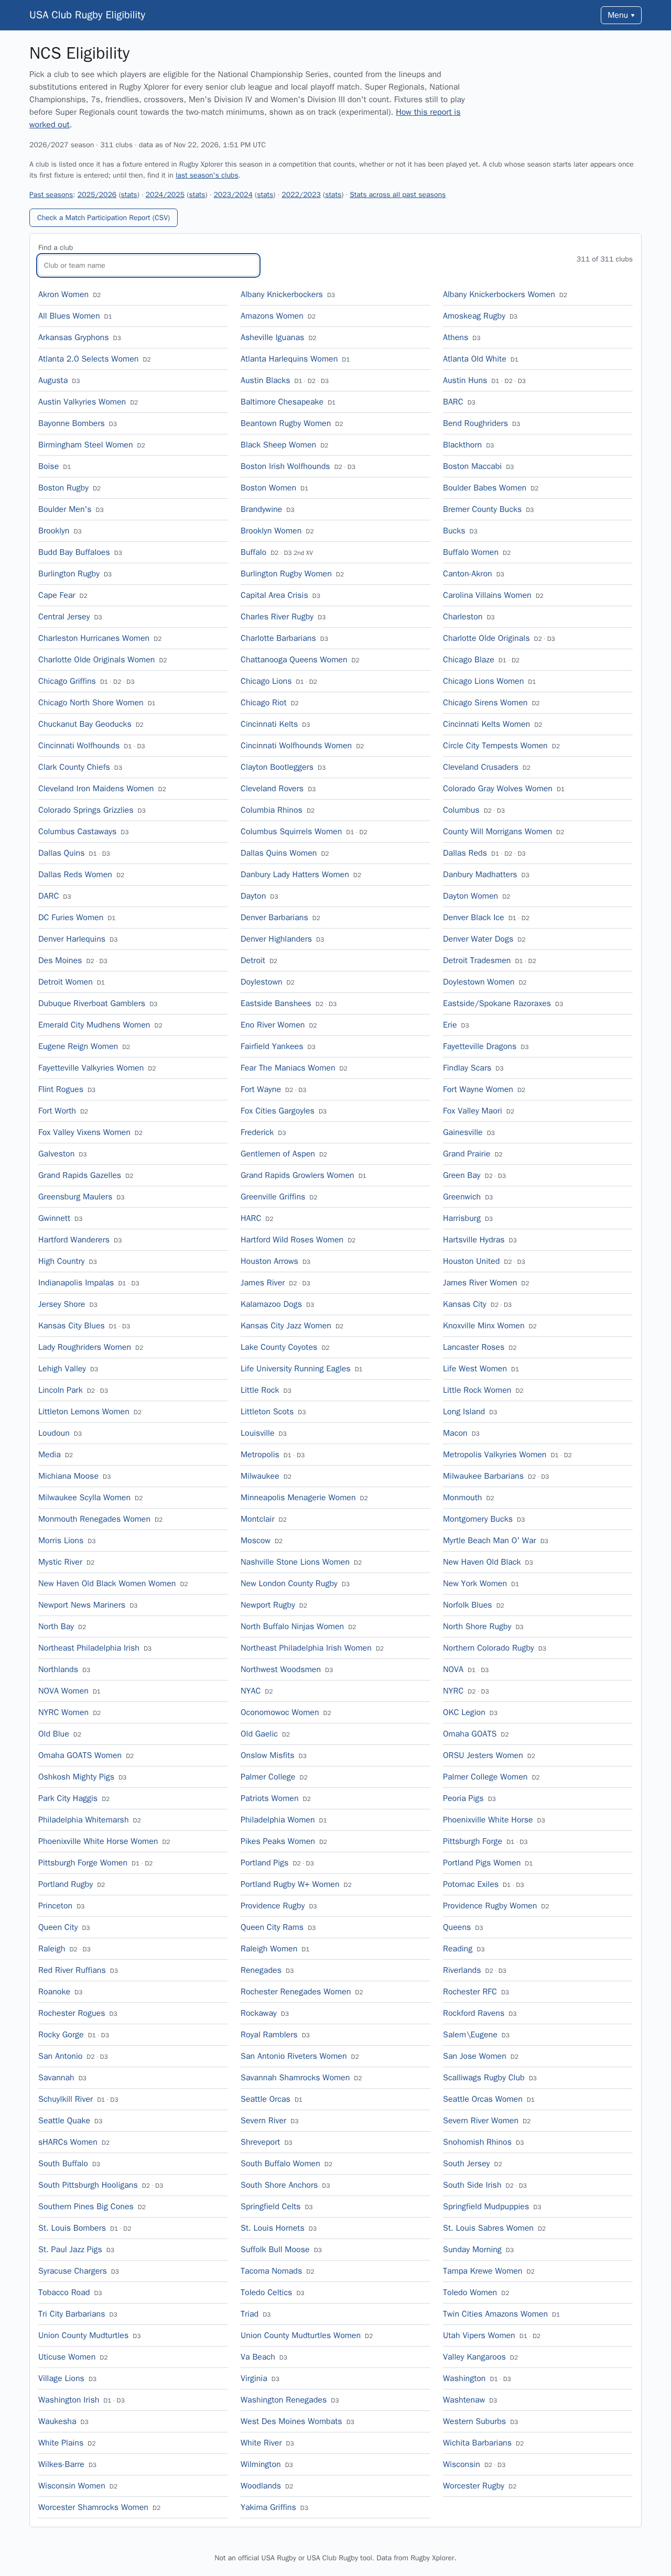 USA Club Rugby Eligibility
Menu ▾
NCS Eligibility
Pick a club to see which players are eligible for the National Championship Series, counted from the lineups and
substitutions entered in Rugby Xplorer for every senior club league and local playoff match. Super Regionals, National
Championships, 7s, friendlies, crossovers, Men's Division IV and Women's Division III don't count. Fixtures still to play
before Super Regionals count towards the two-match minimums, shown as on track (experimental). How this report is
worked out.
2026/2027 season · 311 clubs · data as of Nov 22, 2026, 1:51 PM UTC
A club is listed once it has a fixture entered in Rugby Xplorer this season in a competition that counts, whether or not it has been played yet. A club whose season starts later appears once
its first fixture is entered; until then, find it in last season's clubs.
Past seasons: 2025/2026 (stats) · 2024/2025 (stats) · 2023/2024 (stats) · 2022/2023 (stats) · Stats across all past seasons
Check a Match Participation Report (CSV)
Find a club
Club or team name
311 of 311 clubs
Akron Women D2
Albany Knickerbockers D3
Albany Knickerbockers Women D2
All Blues Women D1
Amazons Women D2
Amoskeag Rugby D3
Arkansas Gryphons D3
Asheville Iguanas D2
Athens D3
Atlanta 2.0 Selects Women D2
Atlanta Harlequins Women D1
Atlanta Old White D1
Augusta D3
Austin Blacks D1 · D2 · D3
Austin Huns D1 · D2 · D3
Austin Valkyries Women D2
Baltimore Chesapeake D1
BARC D3
Bayonne Bombers D3
Beantown Rugby Women D2
Bend Roughriders D3
Birmingham Steel Women D2
Black Sheep Women D2
Blackthorn D3
Boise D1
Boston Irish Wolfhounds D2 · D3
Boston Maccabi D3
Boston Rugby D2
Boston Women D1
Boulder Babes Women D2
Boulder Men's D3
Brandywine D3
Bremer County Bucks D3
Brooklyn D3
Brooklyn Women D2
Bucks D3
Budd Bay Buffaloes D3
Buffalo D2 · D3 2nd XV
Buffalo Women D2
Burlington Rugby D3
Burlington Rugby Women D2
Canton-Akron D3
Cape Fear D2
Capital Area Crisis D3
Carolina Villains Women D2
Central Jersey D3
Charles River Rugby D3
Charleston D3
Charleston Hurricanes Women D2
Charlotte Barbarians D3
Charlotte Olde Originals D2 · D3
Charlotte Olde Originals Women D2
Chattanooga Queens Women D2
Chicago Blaze D1 · D2
Chicago Griffins D1 · D2 · D3
Chicago Lions D1 · D2
Chicago Lions Women D1
Chicago North Shore Women D1
Chicago Riot D2
Chicago Sirens Women D2
Chuckanut Bay Geoducks D2
Cincinnati Kelts D3
Cincinnati Kelts Women D2
Cincinnati Wolfhounds D1 · D3
Cincinnati Wolfhounds Women D2
Circle City Tempests Women D2
Clark County Chiefs D3
Clayton Bootleggers D3
Cleveland Crusaders D2
Cleveland Iron Maidens Women D2
Cleveland Rovers D3
Colorado Gray Wolves Women D1
Colorado Springs Grizzlies D3
Columbia Rhinos D2
Columbus D2 · D3
Columbus Castaways D3
Columbus Squirrels Women D1 · D2
County Will Morrigans Women D2
Dallas Quins D1 · D3
Dallas Quins Women D2
Dallas Reds D1 · D2 · D3
Dallas Reds Women D2
Danbury Lady Hatters Women D2
Danbury Madhatters D3
DARC D3
Dayton D3
Dayton Women D2
DC Furies Women D1
Denver Barbarians D2
Denver Black Ice D1 · D2
Denver Harlequins D3
Denver Highlanders D3
Denver Water Dogs D2
Des Moines D2 · D3
Detroit D2
Detroit Tradesmen D1 · D2
Detroit Women D1
Doylestown D2
Doylestown Women D2
Dubuque Riverboat Gamblers D3
Eastside Banshees D2 · D3
Eastside/Spokane Razoraxes D3
Emerald City Mudhens Women D2
Eno River Women D2
Erie D3
Eugene Reign Women D2
Fairfield Yankees D3
Fayetteville Dragons D3
Fayetteville Valkyries Women D2
Fear The Maniacs Women D2
Findlay Scars D3
Flint Rogues D3
Fort Wayne D2 · D3
Fort Wayne Women D2
Fort Worth D2
Fox Cities Gargoyles D3
Fox Valley Maori D2
Fox Valley Vixens Women D2
Frederick D3
Gainesville D3
Galveston D3
Gentlemen of Aspen D2
Grand Prairie D2
Grand Rapids Gazelles D2
Grand Rapids Growlers Women D1
Green Bay D2 · D3
Greensburg Maulers D3
Greenville Griffins D2
Greenwich D3
Gwinnett D3
HARC D2
Harrisburg D3
Hartford Wanderers D3
Hartford Wild Roses Women D2
Hartsville Hydras D3
High Country D3
Houston Arrows D3
Houston United D2 · D3
Indianapolis Impalas D1 · D3
James River D2 · D3
James River Women D2
Jersey Shore D3
Kalamazoo Dogs D3
Kansas City D2 · D3
Kansas City Blues D1 · D3
Kansas City Jazz Women D2
Knoxville Minx Women D2
Lady Roughriders Women D2
Lake County Coyotes D2
Lancaster Roses D2
Lehigh Valley D3
Life University Running Eagles D1
Life West Women D1
Lincoln Park D2 · D3
Little Rock D3
Little Rock Women D2
Littleton Lemons Women D2
Littleton Scots D3
Long Island D3
Loudoun D3
Louisville D3
Macon D3
Media D2
Metropolis D1 · D3
Metropolis Valkyries Women D1 · D2
Michiana Moose D3
Milwaukee D2
Milwaukee Barbarians D2 · D3
Milwaukee Scylla Women D2
Minneapolis Menagerie Women D2
Monmouth D2
Monmouth Renegades Women D2
Montclair D2
Montgomery Bucks D3
Morris Lions D3
Moscow D2
Myrtle Beach Man O' War D3
Mystic River D2
Nashville Stone Lions Women D2
New Haven Old Black D3
New Haven Old Black Women Women D2
New London County Rugby D3
New York Women D1
Newport News Mariners D3
Newport Rugby D2
Norfolk Blues D2
North Bay D2
North Buffalo Ninjas Women D2
North Shore Rugby D3
Northeast Philadelphia Irish D3
Northeast Philadelphia Irish Women D2
Northern Colorado Rugby D3
Northlands D3
Northwest Woodsmen D3
NOVA D1 · D3
NOVA Women D1
NYAC D2
NYRC D2 · D3
NYRC Women D2
Oconomowoc Women D2
OKC Legion D3
Old Blue D2
Old Gaelic D2
Omaha GOATS D2
Omaha GOATS Women D2
Onslow Misfits D3
ORSU Jesters Women D2
Oshkosh Mighty Pigs D3
Palmer College D2
Palmer College Women D2
Park City Haggis D2
Patriots Women D2
Peoria Pigs D3
Philadelphia Whitemarsh D2
Philadelphia Women D1
Phoenixville White Horse D3
Phoenixville White Horse Women D2
Pikes Peaks Women D2
Pittsburgh Forge D1 · D3
Pittsburgh Forge Women D1 · D2
Portland Pigs D2 · D3
Portland Pigs Women D1
Portland Rugby D2
Portland Rugby W+ Women D2
Potomac Exiles D1 · D3
Princeton D3
Providence Rugby D3
Providence Rugby Women D2
Queen City D3
Queen City Rams D3
Queens D3
Raleigh D2 · D3
Raleigh Women D1
Reading D3
Red River Ruffians D3
Renegades D3
Riverlands D2 · D3
Roanoke D3
Rochester Renegades Women D2
Rochester RFC D3
Rochester Rogues D3
Rockaway D3
Rockford Ravens D3
Rocky Gorge D1 · D3
Royal Ramblers D3
Salem\Eugene D3
San Antonio D2 · D3
San Antonio Riveters Women D2
San Jose Women D2
Savannah D3
Savannah Shamrocks Women D2
Scalliwags Rugby Club D3
Schuylkill River D1 · D3
Seattle Orcas D1
Seattle Orcas Women D1
Seattle Quake D3
Severn River D3
Severn River Women D2
sHARCs Women D2
Shreveport D3
Snohomish Rhinos D3
South Buffalo D3
South Buffalo Women D2
South Jersey D2
South Pittsburgh Hooligans D2 · D3
South Shore Anchors D3
South Side Irish D2 · D3
Southern Pines Big Cones D2
Springfield Celts D3
Springfield Mudpuppies D3
St. Louis Bombers D1 · D2
St. Louis Hornets D3
St. Louis Sabres Women D2
St. Paul Jazz Pigs D3
Suffolk Bull Moose D3
Sunday Morning D3
Syracuse Chargers D3
Tacoma Nomads D2
Tampa Krewe Women D2
Tobacco Road D3
Toledo Celtics D3
Toledo Women D2
Tri City Barbarians D3
Triad D3
Twin Cities Amazons Women D1
Union County Mudturtles D3
Union County Mudturtles Women D2
Utah Vipers Women D1 · D2
Uticuse Women D2
Va Beach D3
Valley Kangaroos D2
Village Lions D3
Virginia D3
Washington D1 · D3
Washington Irish D1 · D3
Washington Renegades D3
Washtenaw D3
Waukesha D3
West Des Moines Wombats D3
Western Suburbs D3
White Plains D2
White River D3
Wichita Barbarians D2
Wilkes-Barre D3
Wilmington D3
Wisconsin D2 · D3
Wisconsin Women D2
Woodlands D2
Worcester Rugby D2
Worcester Shamrocks Women D2
Yakima Griffins D3
Not an official USA Rugby or USA Club Rugby tool. Data from Rugby Xplorer.